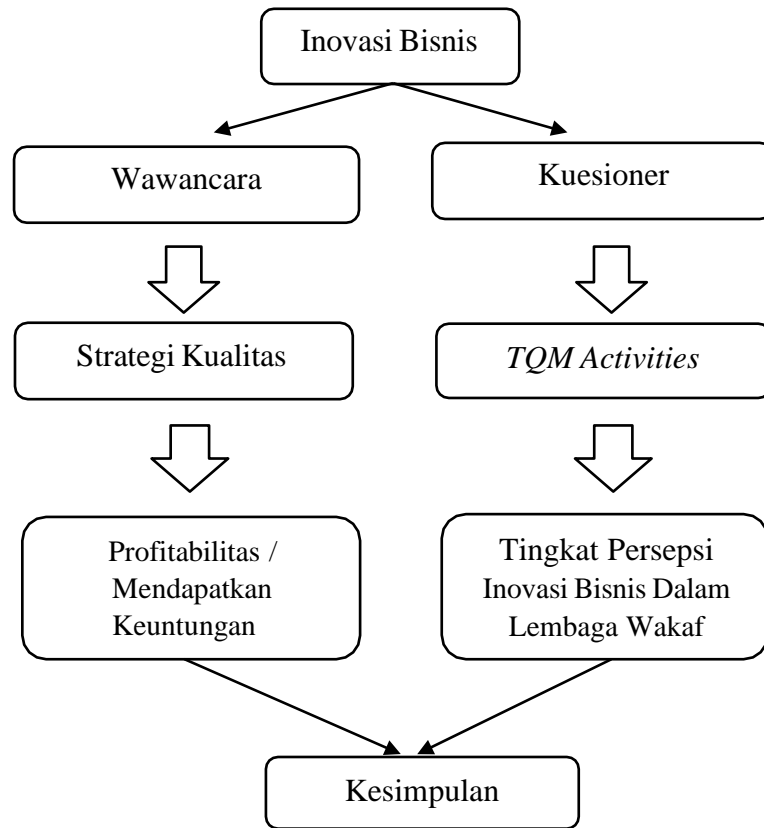 Inovasi Bisnis
Wawancara
Kuesioner
Strategi Kualitas
TQM Activities
Profitabilitas /
Mendapatkan
Keuntungan
Tingkat Persepsi
Inovasi Bisnis Dalam
Lembaga Wakaf
Kesimpulan